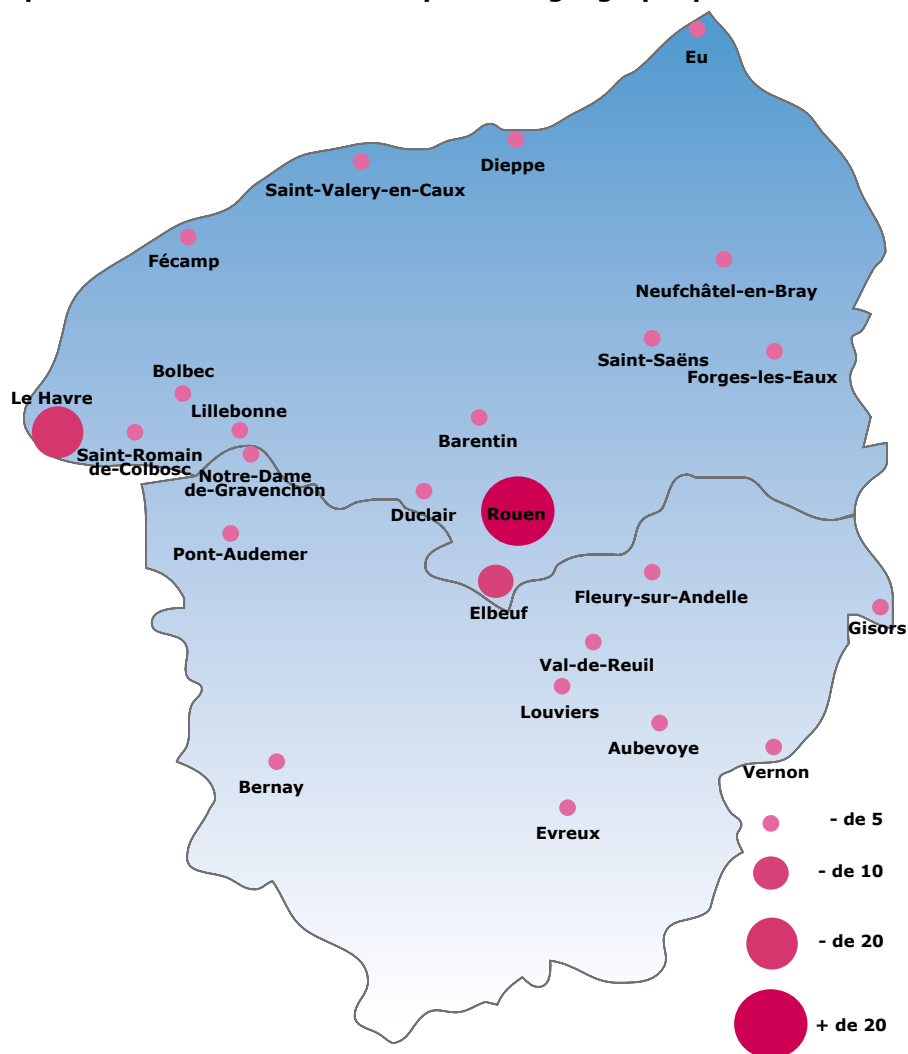 Eu
Dieppe
Saint-Valery-en-Caux
Fécamp
Neufchâtel-en-Bray
Saint-Saëns
Forges-les-Eaux
Bolbec
Le Havre
Lillebonne
Barentin
Saint-Romain
de-Colbosc
Notre-Dame
de-Gravenchon
Duclair
Rouen
Pont-Audemer
Fleury-sur-Andelle
Elbeuf
Gisors
Val-de-Reuil
Louviers
Aubevoye
Vernon
Bernay
Evreux
- de 5
- de 10
- de 20
+ de 20